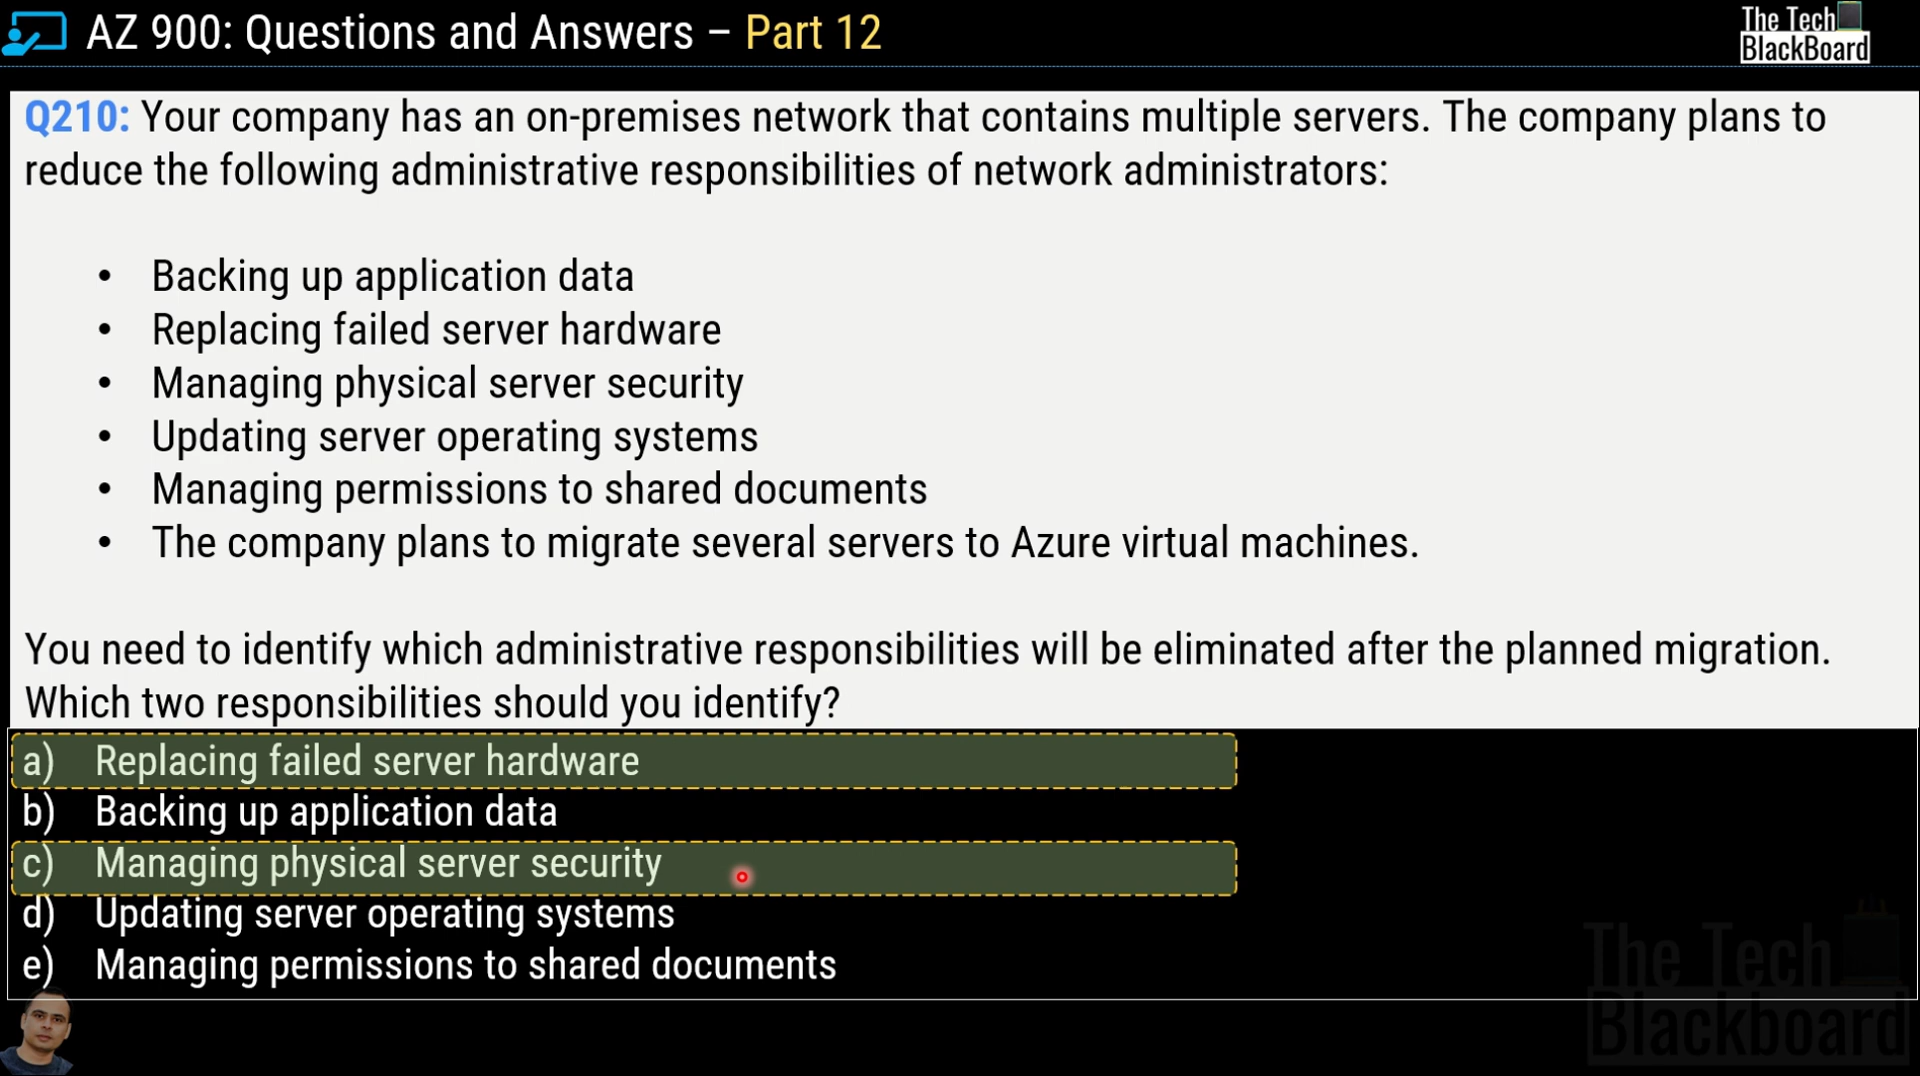 AZ 900: Questions and Answers – Part 12
The Tech
BlackBoard
Q210: Your company has an on-premises network that contains multiple servers. The company plans to
reduce the following administrative responsibilities of network administrators:
• Backing up application data
• Replacing failed server hardware
• Managing physical server security
• Updating server operating systems
• Managing permissions to shared documents
• The company plans to migrate several servers to Azure virtual machines.
You need to identify which administrative responsibilities will be eliminated after the planned migration.
Which two responsibilities should you identify?
a) Replacing failed server hardware
b) Backing up application data
c) Managing physical server security
d) Updating server operating systems
e) Managing permissions to shared documents
The Tech
Blackboard